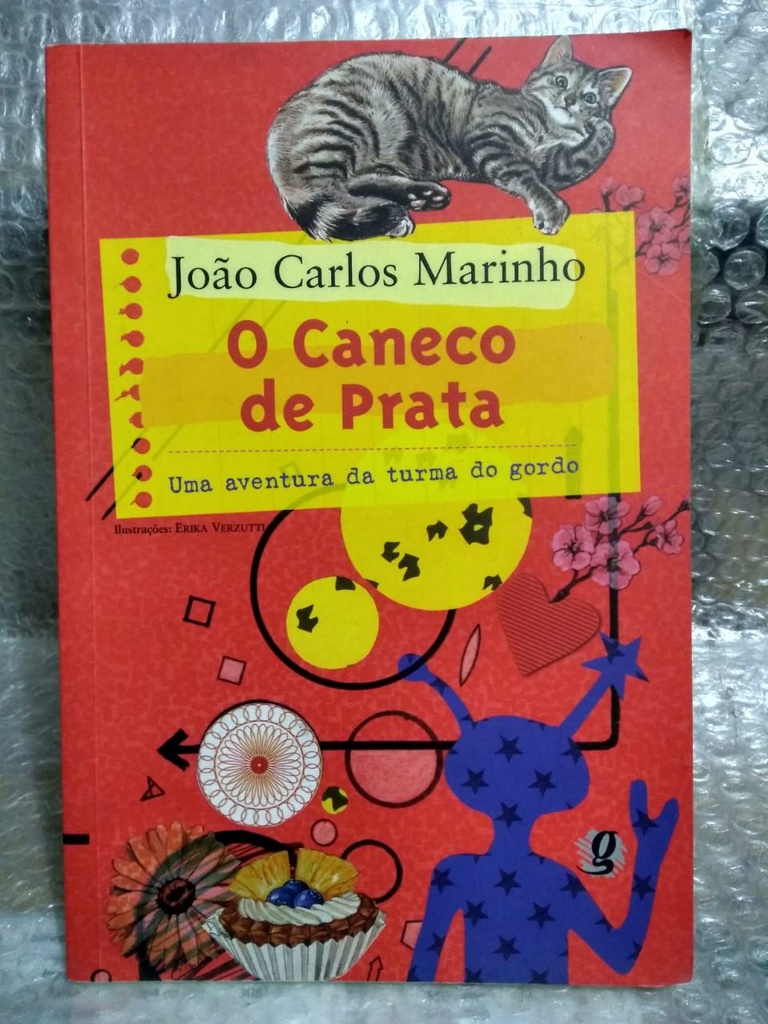 João Carlos Marinho
O Caneco
de Prata
Uma aventura da turma do gordo
Ilustrações: ERIKA VERZUTTI
g